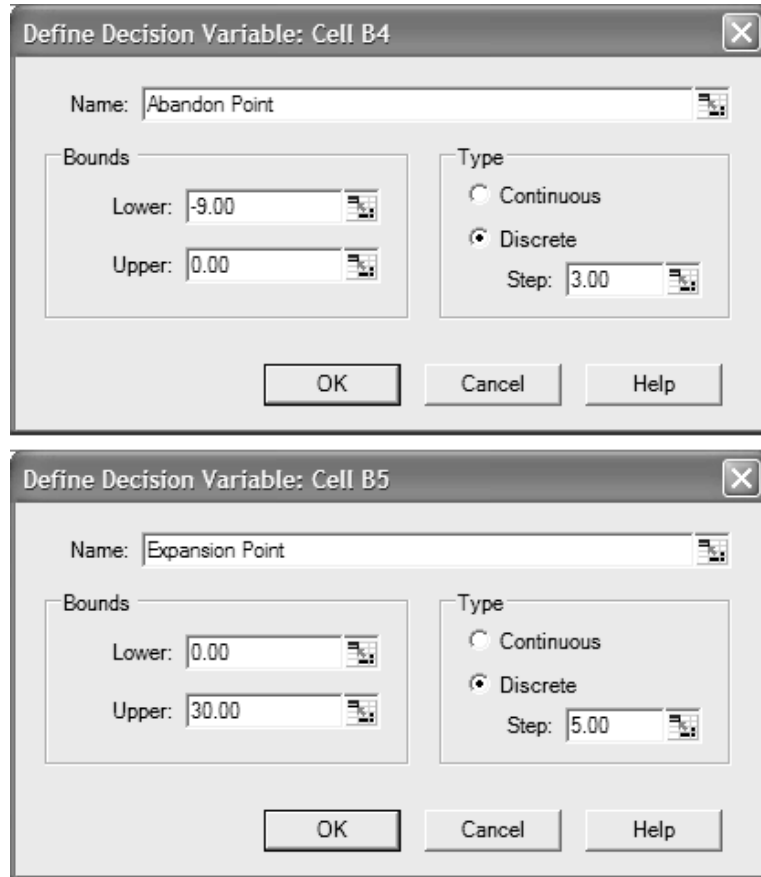 Define Decision Variable: Cell B4
Name: Abandon Point
Bounds
Type
Lower: -9.00
Continuous
Upper: 0.00
Discrete
Step: 3.00
OK Cancel Help
Define Decision Variable: Cell B5
Name: Expansion Point
Bounds
Type
Lower: 0.00
Continuous
Upper: 30.00
Discrete
Step: 5.00
OK Cancel Help